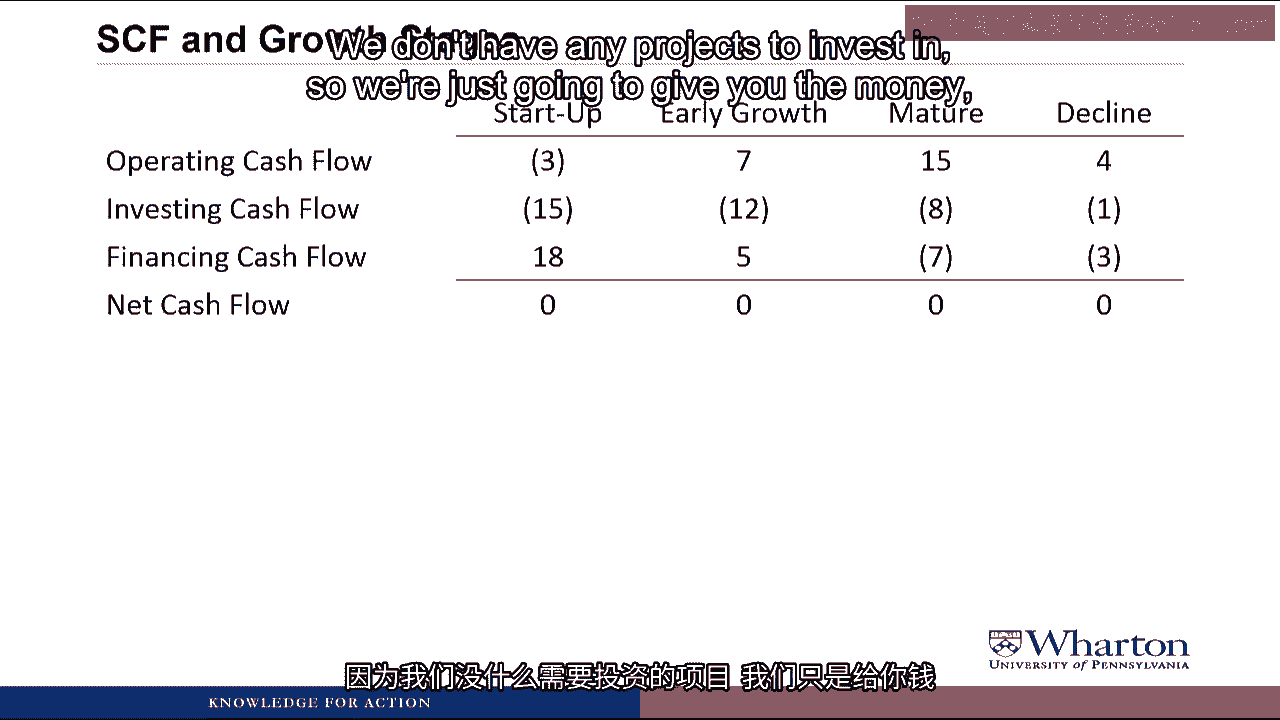 SCF and Growth Stages
We don't have any projects to invest in,
so we're just going to give you the money,
Start-Up Early Growth Mature Decline
Operating Cash Flow (3) 7 15 4
Investing Cash Flow (15) (12) (8) (1)
Financing Cash Flow 18 5 (7) (3)
Net Cash Flow 0 0 0 0
Wharton
UNIVERSITY of PENNSYLVANIA
因为我们没什么需要投资的项目 我们只是给你钱
KNOWLEDGE FOR ACTION